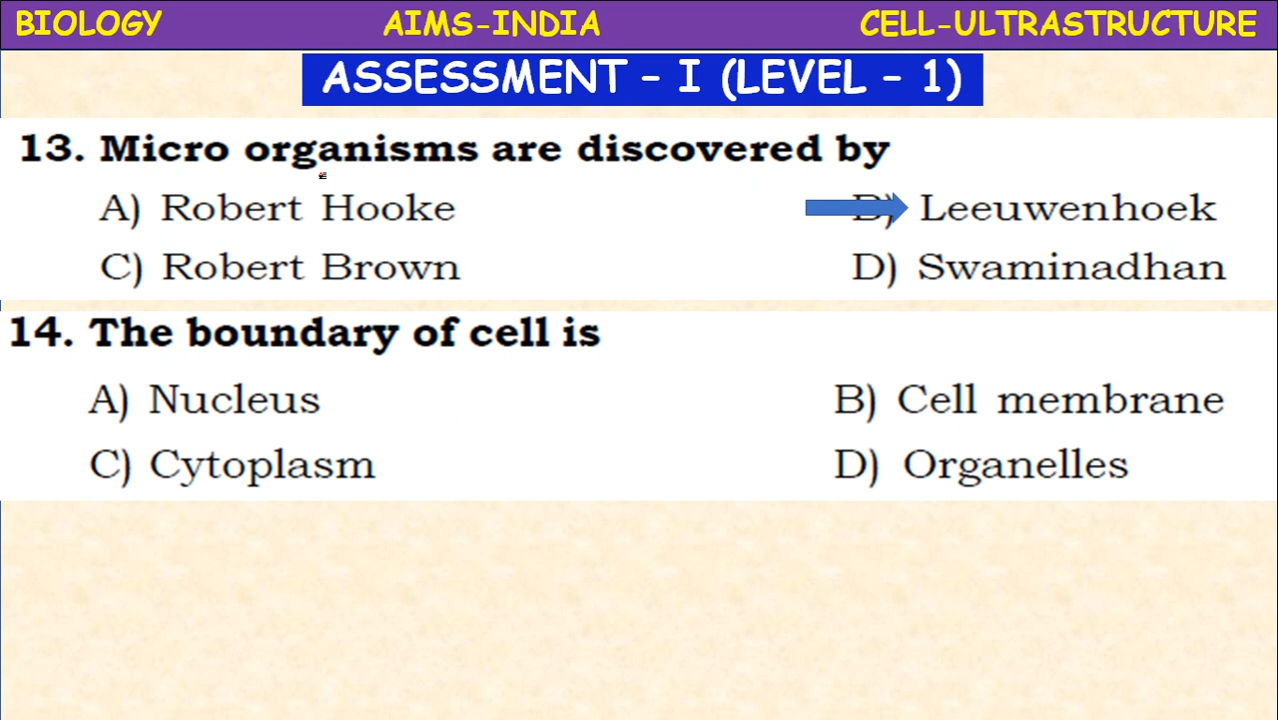 BIOLOGY AIMS-INDIA CELL-ULTRASTRUCTURE
ASSESSMENT – I (LEVEL – 1)
13. Micro organisms are discovered by
A) Robert Hooke B) Leeuwenhoek
C) Robert Brown D) Swaminadhan
14. The boundary of cell is
A) Nucleus B) Cell membrane
C) Cytoplasm D) Organelles